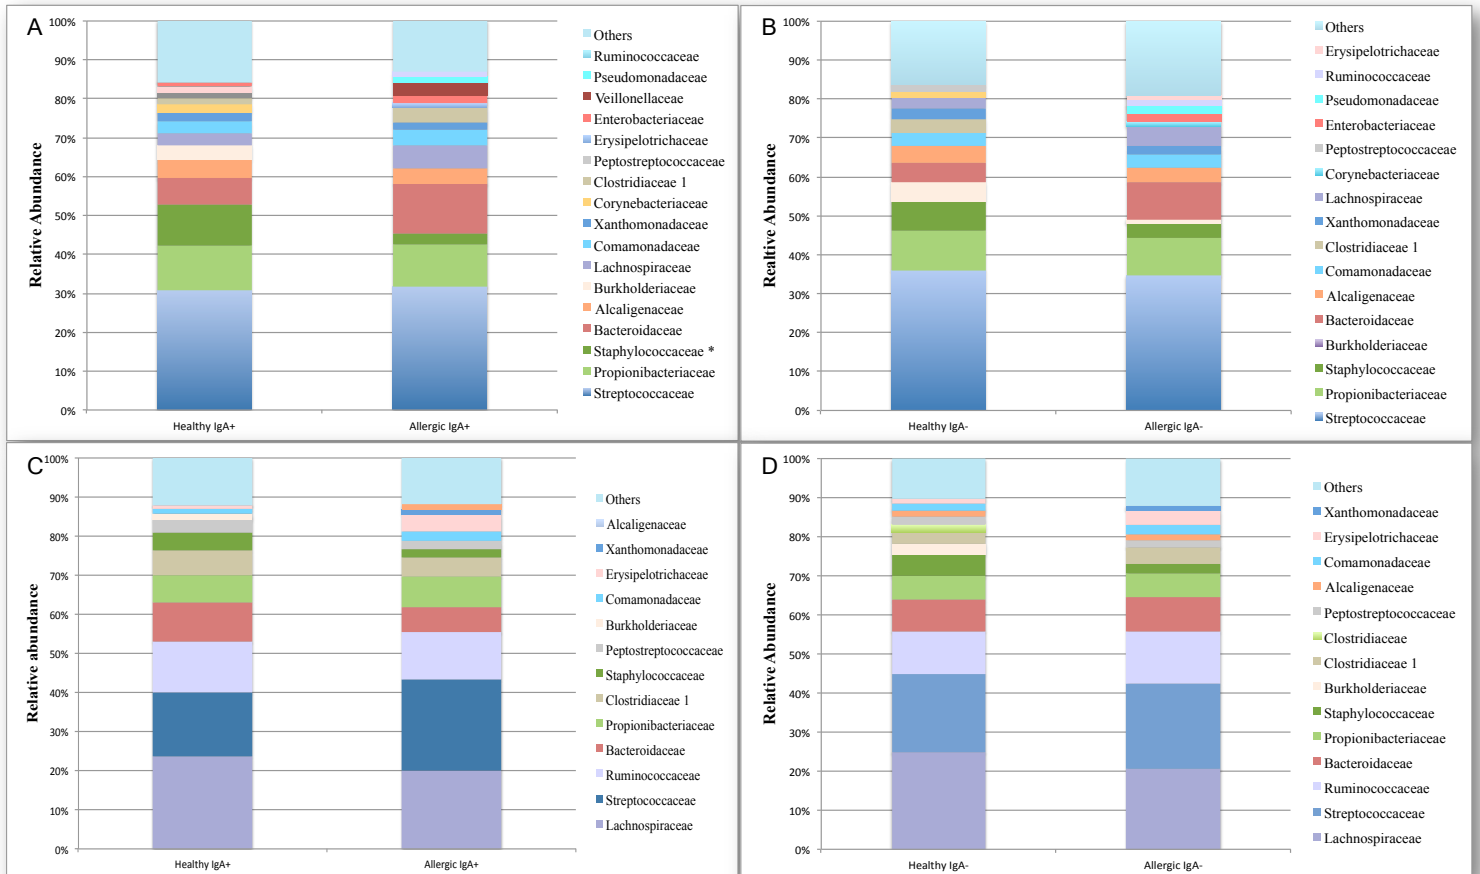 A
100%
90%
80%
70%
60%
50%
40%
30%
20%
10%
0%
Relative Abundance
Healthy IgA+
Allergic IgA+
Others
Ruminococcaceae
Pseudomonadaceae
Veillonellaceae
Enterobacteriaceae
Erysipelotrichaceae
Peptostreptococcaceae
Clostridiaceae 1
Corynebacteriaceae
Xanthomonadaceae
Comamonadaceae
Lachnospiraceae
Burkholderiaceae
Alcaligenaceae
Bacteroidaceae
Staphylococcaceae *
Propionibacteriaceae
Streptococcaceae
B
100%
90%
80%
70%
60%
50%
40%
30%
20%
10%
0%
Realtive Abundance
Healthy IgA-
Allergic IgA-
Others
Erysipelotrichaceae
Ruminococcaceae
Pseudomonadaceae
Enterobacteriaceae
Peptostreptococcaceae
Corynebacteriaceae
Lachnospiraceae
Xanthomonadaceae
Clostridiaceae 1
Comamonadaceae
Alcaligenaceae
Bacteroidaceae
Burkholderiaceae
Staphylococcaceae
Propionibacteriaceae
Streptococcaceae
C
100%
90%
80%
70%
60%
50%
40%
30%
20%
10%
0%
Relative abundance
Healthy IgA+
Allergic IgA+
Others
Alcaligenaceae
Xanthomonadaceae
Erysipelotrichaceae
Comamonadaceae
Burkholderiaceae
Peptostreptococcaceae
Staphylococcaceae
Clostridiaceae 1
Propionibacteriaceae
Bacteroidaceae
Ruminococcaceae
Streptococcaceae
Lachnospiraceae
D
100%
90%
80%
70%
60%
50%
40%
30%
20%
10%
0%
Relative Abundance
Healthy IgA-
Allergic IgA-
Others
Xanthomonadaceae
Erysipelotrichaceae
Comamonadaceae
Alcaligenaceae
Peptostreptococcaceae
Clostridiaceae
Clostridiaceae 1
Burkholderiaceae
Staphylococcaceae
Propionibacteriaceae
Bacteroidaceae
Ruminococcaceae
Streptococcaceae
Lachnospiraceae